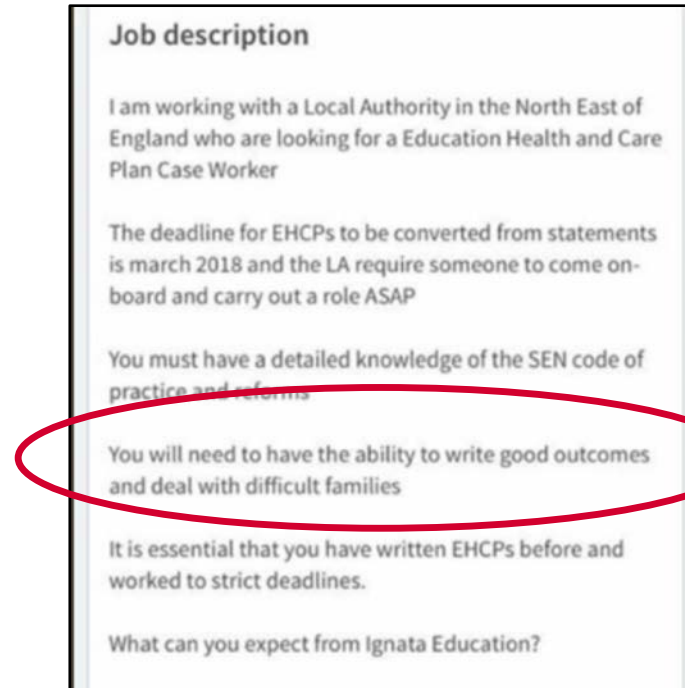 Job description
I am working with a Local Authority in the North East of
England who are looking for a Education Health and Care
Plan Case Worker
The deadline for EHCPs to be converted from statements
is march 2018 and the LA require someone to come on-
board and carry out a role ASAP
You must have a detailed knowledge of the SEN code of
practice and reforms
You will need to have the ability to write good outcomes
and deal with difficult families
It is essential that you have written EHCPs before and
worked to strict deadlines.
What can you expect from Ignata Education?